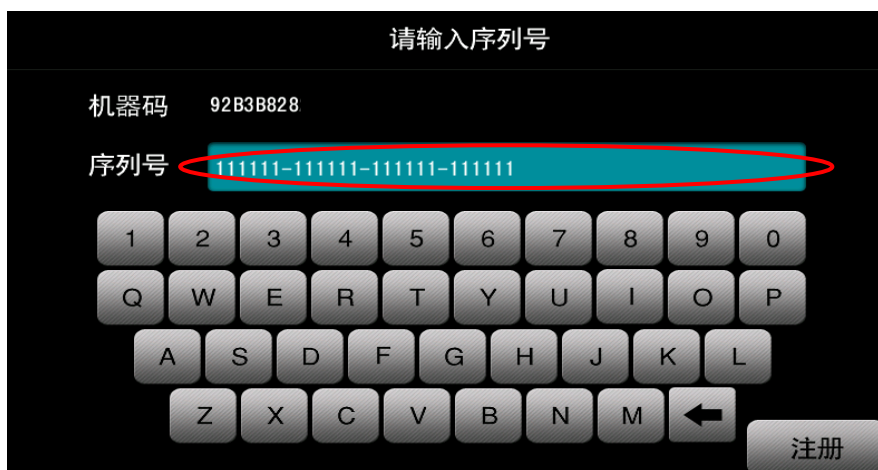 请输入序列号
机器码 92B3B828
序列号 111111-111111-111111-111111
1 2 3 4 5 6 7 8 9 0
Q W E R T Y U I O P
A S D F G H J K L
Z X C V B N M
注册